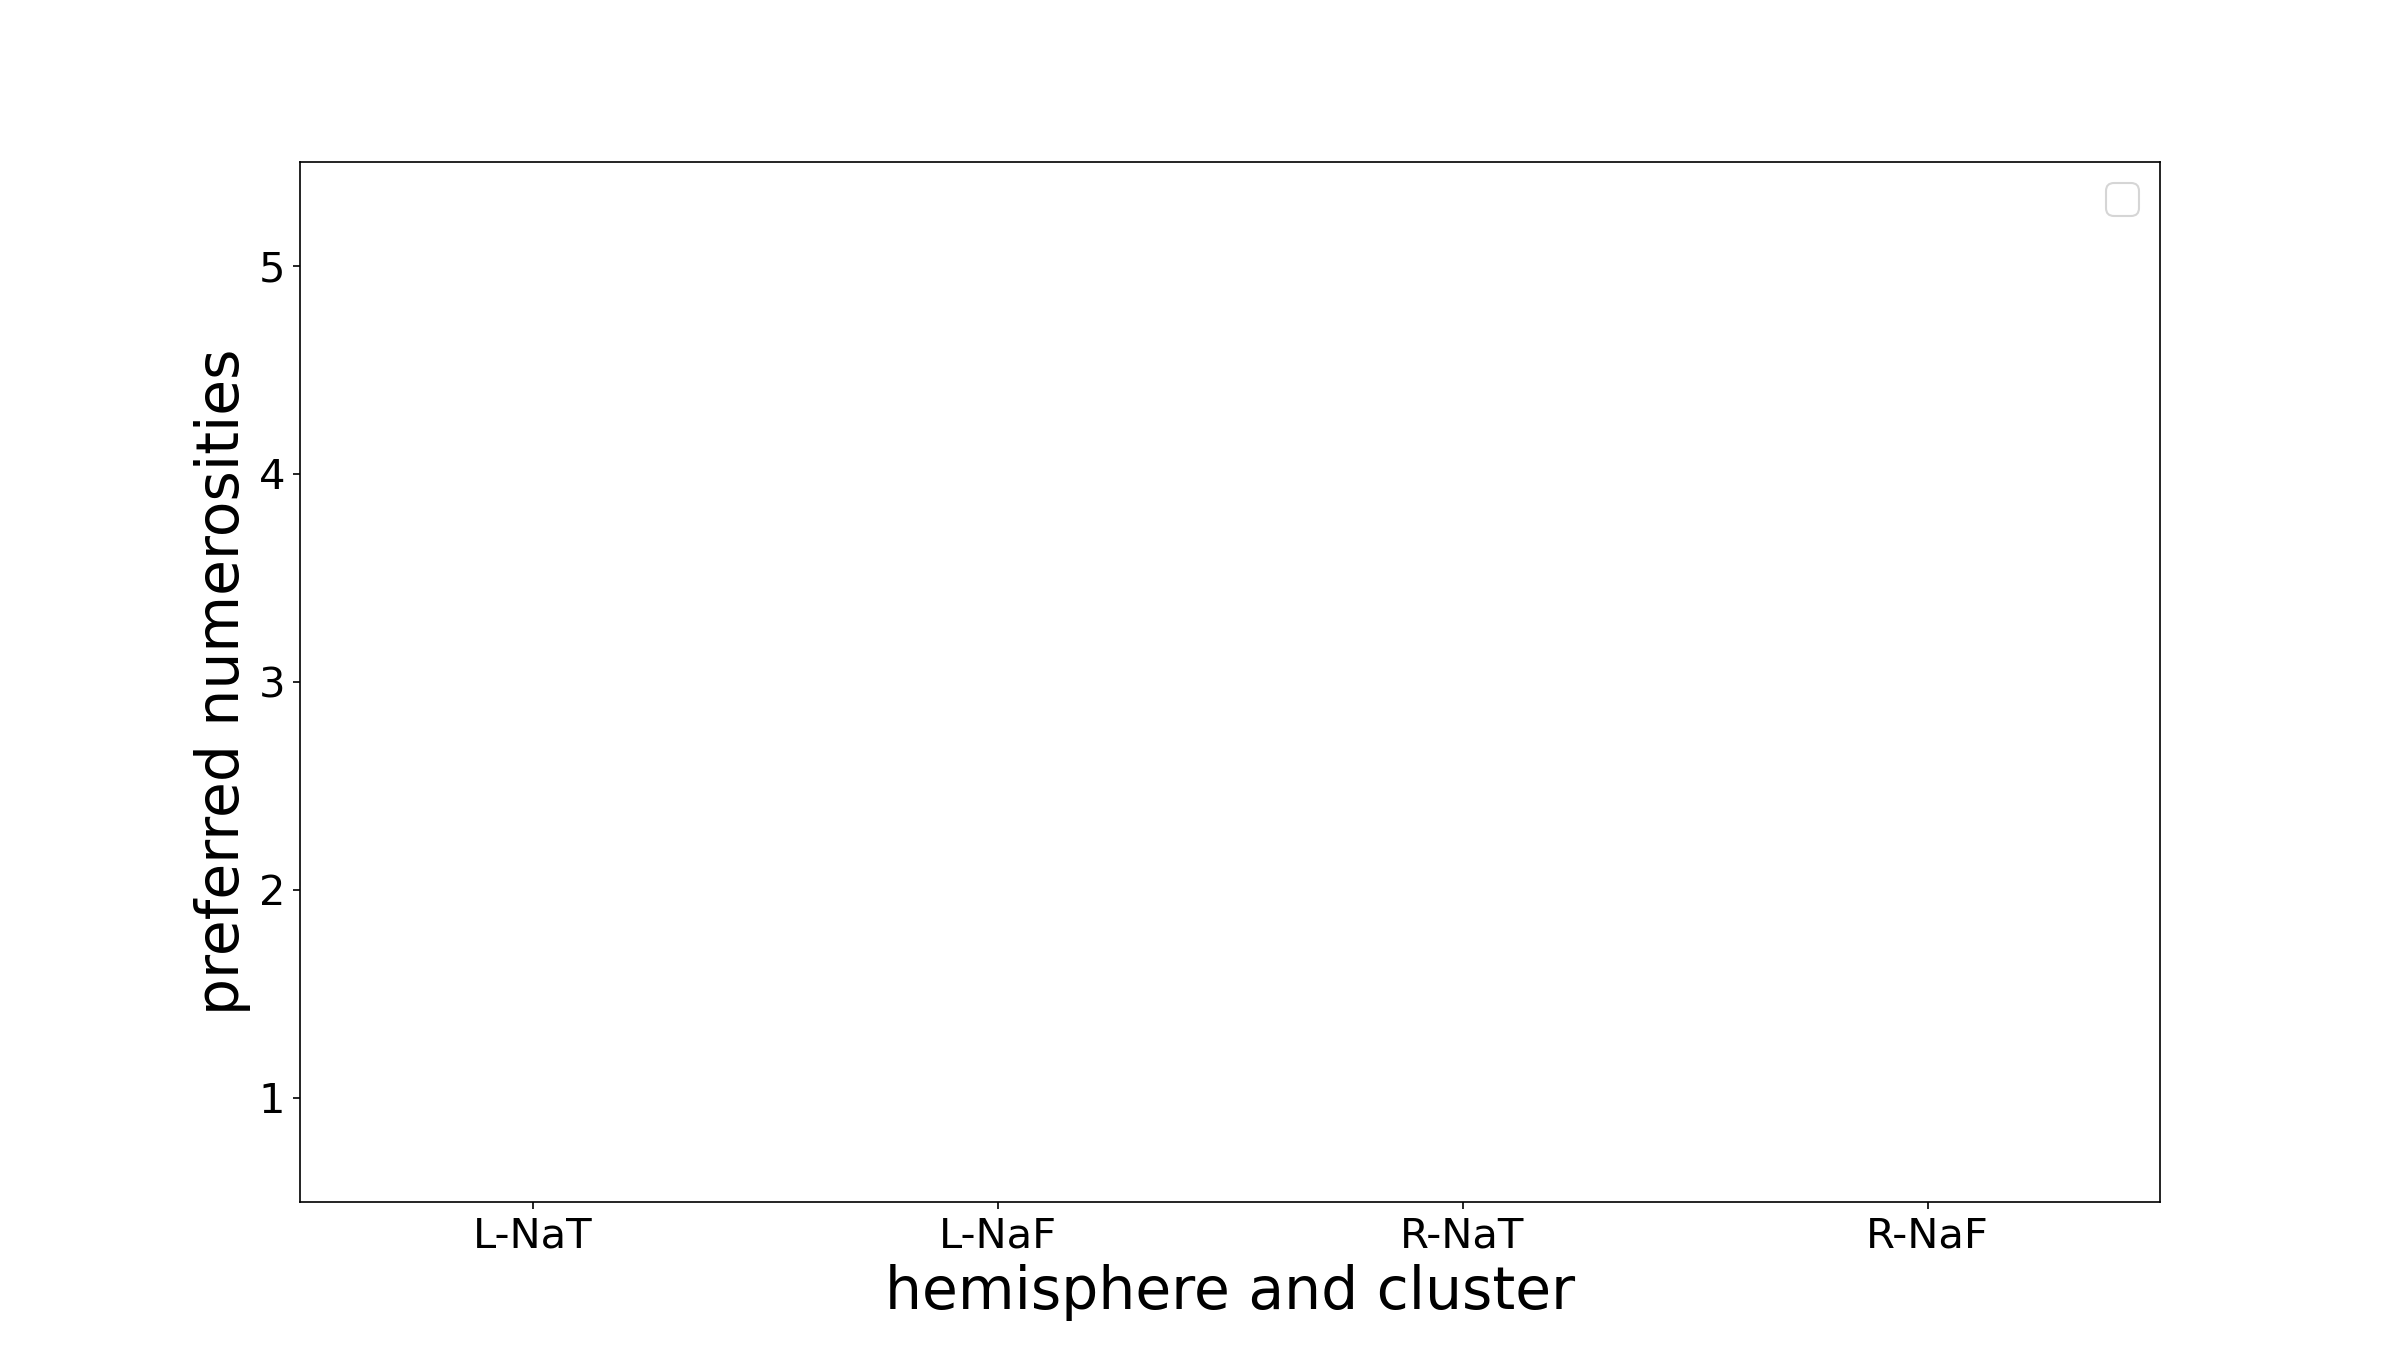 preferred numerosities
5
4
3
2
1
L-NaT L-NaF R-NaT R-NaF
hemisphere and cluster